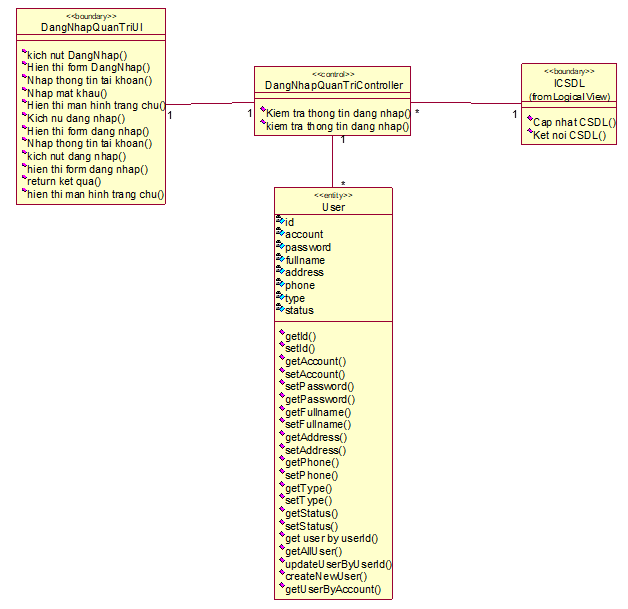 <<boundary>>
DangNhapQuanTriUI
kich nut DangNhap()
Hien thi form DangNhap()
Nhap thong tin tai khoan()
Nhap mat khau()
Hien thi man hinh trang chu()
Kich nu dang nhap()
Hien thi form dang nhap()
Nhap thong tin tai koan()
kich nut dang nhap()
hien thi form dang nhap()
return ket qua()
hien thi man hinh trang chu()
1
1
<<control>>
DangNhapQuanTriController
Kiem tra thong tin dang nhap()
kiem tra thong tin dang nhap()
*
1
<<boundary>>
ICSDL
(from Logical View)
Cap nhat CSDL()
Ket noi CSDL()
1
*
<<entity>>
User
id
account
password
fullname
address
phone
type
status
getId()
setId()
getAccount()
setAccount()
setPassword()
getPassword()
getFullname()
setFullname()
getAddress()
setAddress()
getPhone()
setPhone()
getType()
setType()
getStatus()
setStatus()
get user by userId()
getAllUser()
updateUserByUserId()
createNewUser()
getUserByAccount()